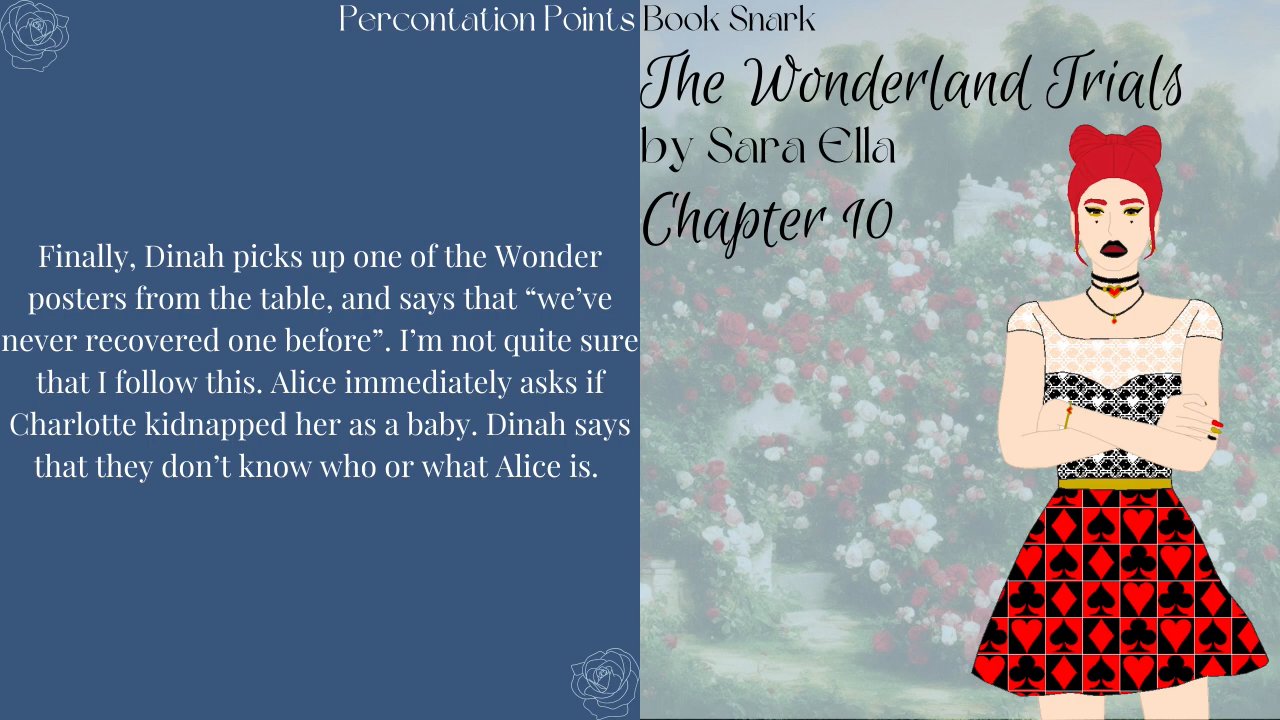 Percontation Points Book Snark
The Wonderland Trials
by Sara Ella
Chapter 10
Finally, Dinah picks up one of the Wonder
posters from the table, and says that “we’ve
never recovered one before”. I’m not quite sure
that I follow this. Alice immediately asks if
Charlotte kidnapped her as a baby. Dinah says
that they don’t know who or what Alice is.